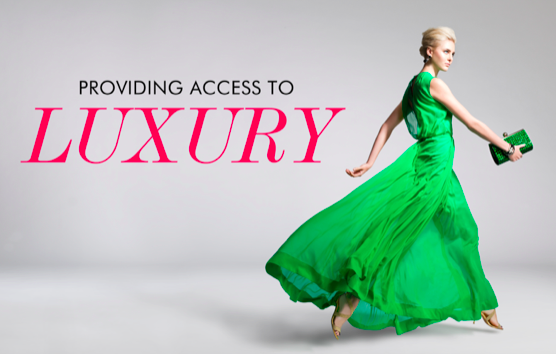 PROVIDING ACCESS TO
LUXURY